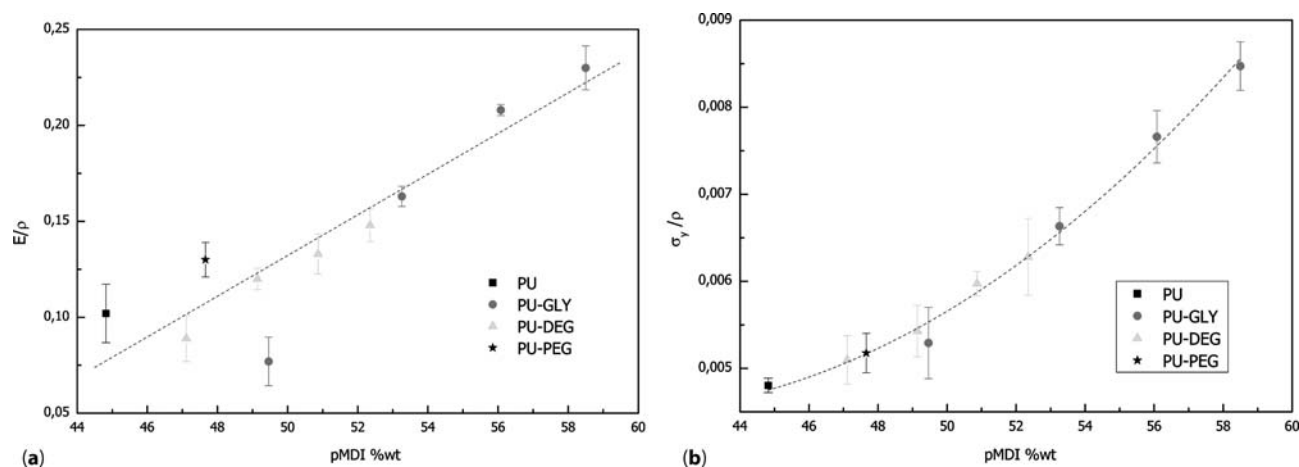 0,25
0,20
0,15
0,10
0,05
E/ρ
PU
PU-GLY
PU-DEG
PU-PEG
44 46 48 50 52 54 56 58 60
(a)
pMDI %wt
0,009
0,008
0,007
0,006
0,005
σy /ρ
PU
PU-GLY
PU-DEG
PU-PEG
44 46 48 50 52 54 56 58 60
(b)
pMDI %wt